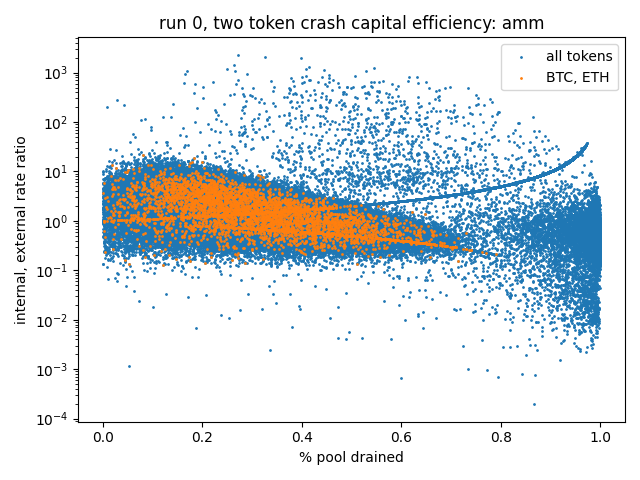 run 0, two token crash capital efficiency: amm
all tokens
BTC, ETH
internal, external rate ratio
10³
10²
10¹
10⁰
10⁻¹
10⁻²
10⁻³
10⁻⁴
0.0 0.2 0.4 0.6 0.8 1.0
% pool drained